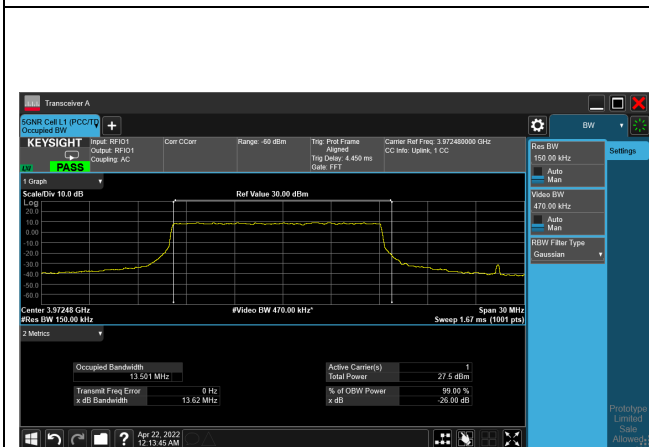 Transceiver A
5GNR Cell L1 (PCC/TD
Occupied BW
KEYSIGHT
LW
PASS
Input: RFIO1
Output: RFIO1
Coupling: AC
Corr CCorr
Range: -60 dBm
Trig: Prot Frame
Aligned
Trig Delay: 4.450 ms
Gate: FFT
Carrier Ref Freq: 3.972480000 GHz
CC Info: Uplink, 1 CC
BW
Res BW
150.00 kHz
Auto
Man
Video BW
470.00 kHz
Auto
Man
RBW Filter Type
Gaussian
Settings
1 Graph
Scale/Div 10.0 dB
Ref Value 30.00 dBm
Log
20.0
10.0
0.00
-10.0
-20.0
-30.0
-40.0
-50.0
-60.0
Center 3.97248 GHz
#Video BW 470.00 kHz*
Span 30 MHz
#Res BW 150.00 kHz
Sweep 1.67 ms (1001 pts)
2 Metrics
Occupied Bandwidth
13.501 MHz
Active Carrier(s) 1
Total Power 27.5 dBm
Transmit Freq Error 0 Hz
x dB Bandwidth 13.62 MHz
% of OBW Power 99.00 %
x dB -26.00 dB
Prototype
Limited
Sale
Allowed
Apr 22, 2022
12:13:45 AM